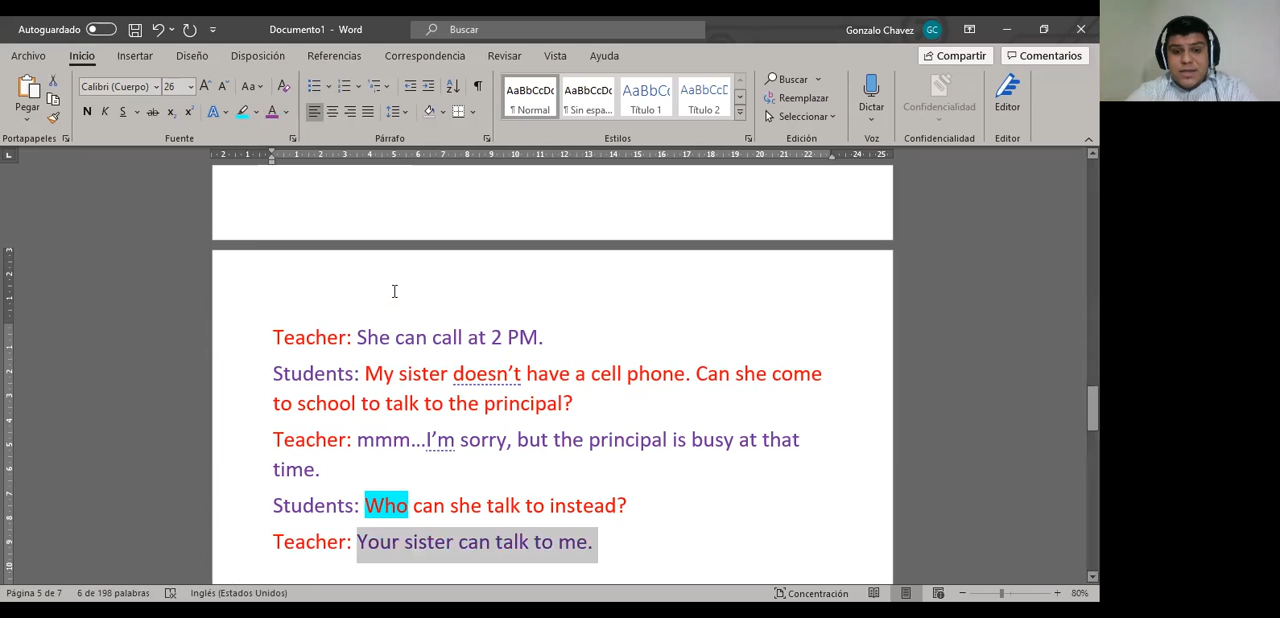 Autoguardado
Documento1 - Word
Buscar
Gonzalo Chavez
GC
Archivo Inicio Insertar Diseño Disposición Referencias Correspondencia Revisar Vista Ayuda
Compartir
Comentarios
Pegar
Calibri (Cuerpo) 26
N K S ab
AaBbCcDc AaBbCcDc AaBbCcDc AaBbCcD
¶ Normal ¶ Sin espa... Título 1 Título 2
Buscar
Reemplazar
Seleccionar
Dictar
Confidencialidad
Editor
Portapapeles Fuente Párrafo Estilos Edición Voz Confidencialidad Editor
Teacher: She can call at 2 PM.
Students: My sister doesn’t have a cell phone. Can she come
to school to talk to the principal?
Teacher: mmm…I’m sorry, but the principal is busy at that
time.
Students: Who can she talk to instead?
Teacher: Your sister can talk to me.
Página 5 de 7 6 de 198 palabras Inglés (Estados Unidos) Concentración 80%